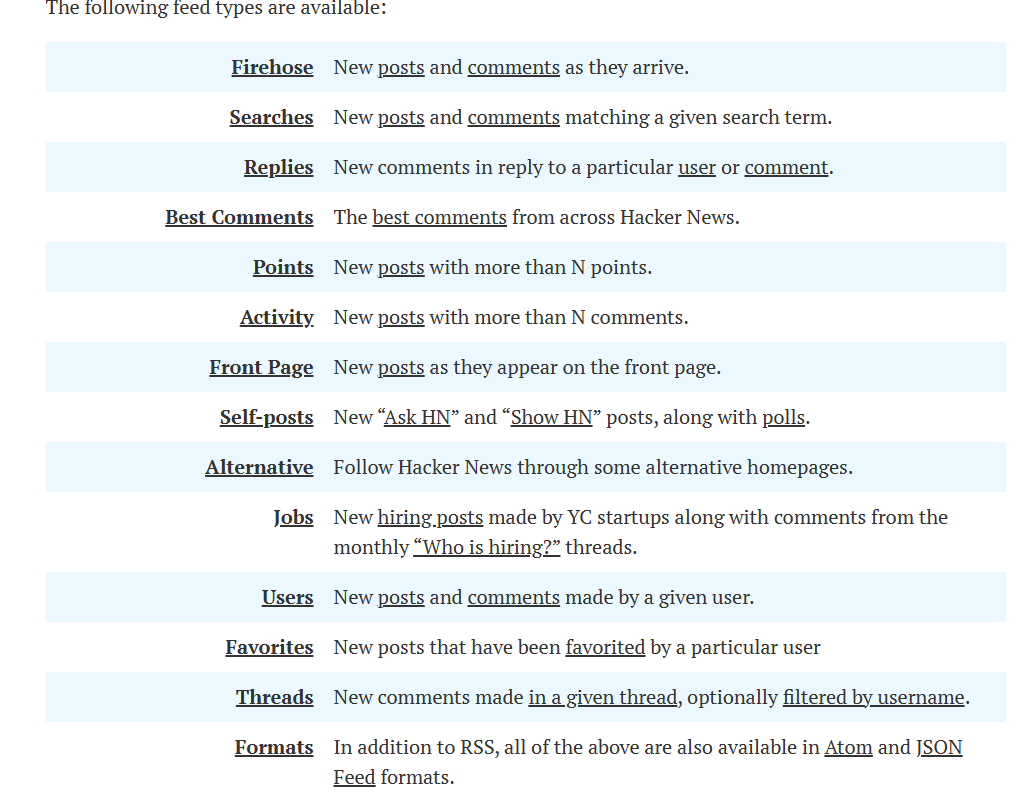 The following feed types are available:
Firehose New posts and comments as they arrive.
Searches New posts and comments matching a given search term.
Replies New comments in reply to a particular user or comment.
Best Comments The best comments from across Hacker News.
Points New posts with more than N points.
Activity New posts with more than N comments.
Front Page New posts as they appear on the front page.
Self-posts New “Ask HN” and “Show HN” posts, along with polls.
Alternative Follow Hacker News through some alternative homepages.
Jobs New hiring posts made by YC startups along with comments from the
monthly “Who is hiring?” threads.
Users New posts and comments made by a given user.
Favorites New posts that have been favorited by a particular user
Threads New comments made in a given thread, optionally filtered by username.
Formats In addition to RSS, all of the above are also available in Atom and JSON
Feed formats.